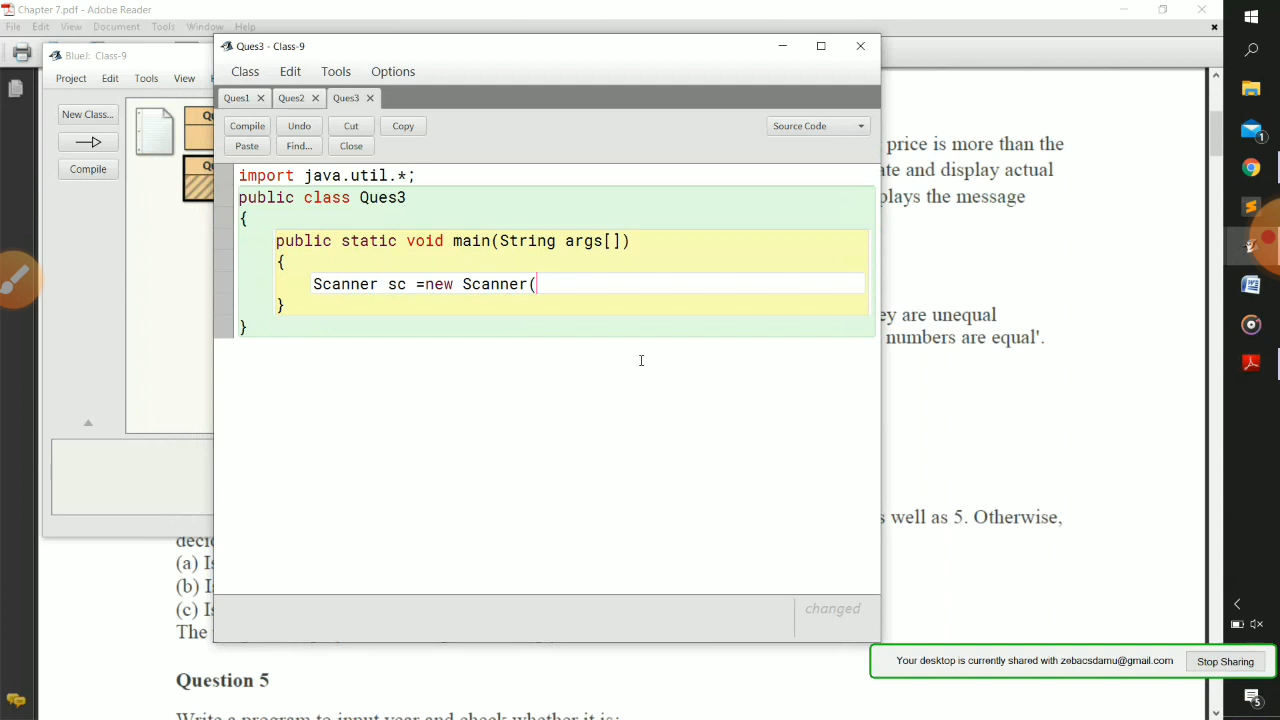 Chapter 7.pdf - Adobe Reader
File Edit View Document Tools Window Help
BlueJ: Class-9
Project Edit Tools View
New Class...
Compile
Ques3 - Class-9
Class Edit Tools Options
Ques1 Ques2 Ques3
Compile Undo Cut Copy Source Code
Paste Find... Close
import java.util.*;
public class Ques3
{
public static void main(String args[])
{
Scanner sc =new Scanner(
}
}
changed
price is more than the
ate and display actual
plays the message
ey are unequal
numbers are equal'.
s well as 5. Otherwise,
decid
(a) Is
(b) I
(c) Is
The
Question 5
Write a program to input year and check whether it is:
Your desktop is currently shared with zebacsdamu@gmail.com Stop Sharing
1
5